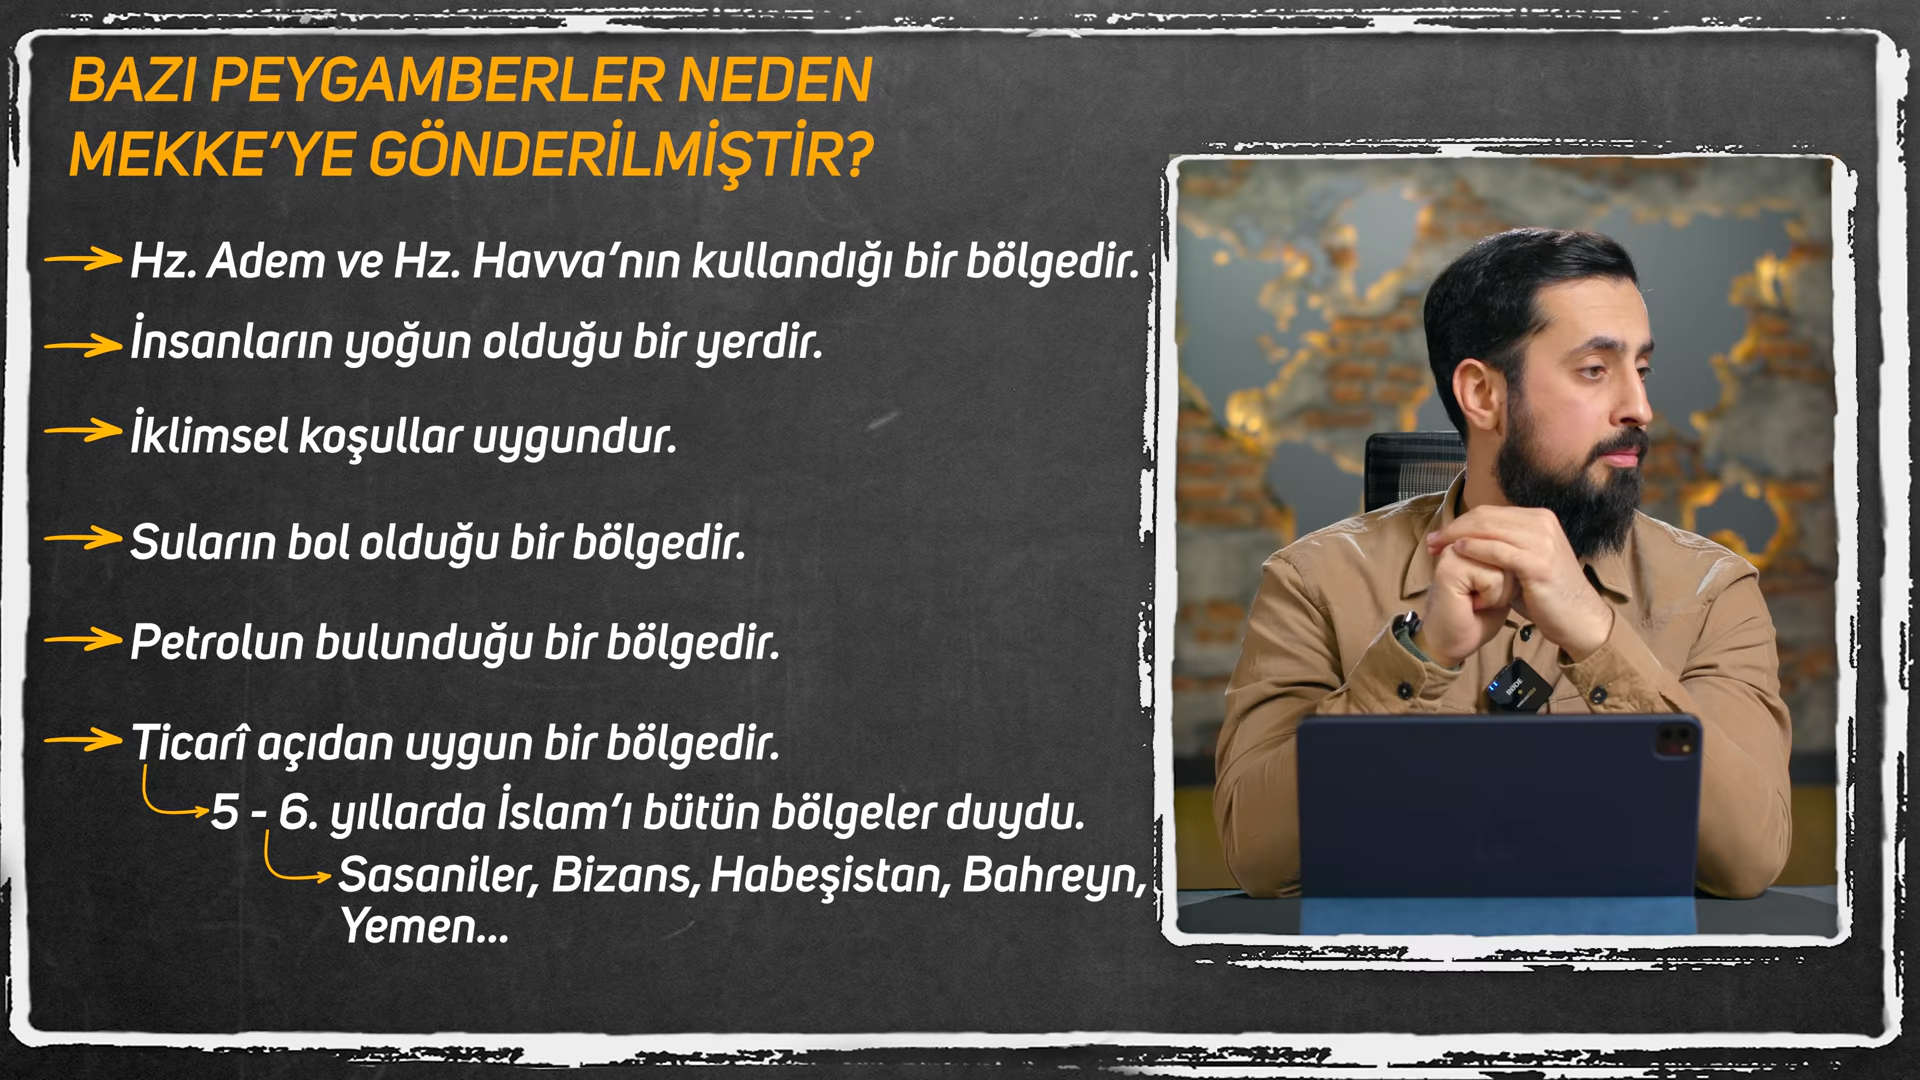 BAZI PEYGAMBERLER NEDEN
MEKKE'YE GÖNDERİLMİŞTİR?
Hz. Adem ve Hz. Havva'nın kullandığı bir bölgedir.
İnsanların yoğun olduğu bir yerdir.
İklimsel koşullar uygundur.
Suların bol olduğu bir bölgedir.
Petrolun bulunduğu bir bölgedir.
Ticarî açıdan uygun bir bölgedir.
5 - 6. yıllarda İslam'ı bütün bölgeler duydu.
Sasaniler, Bizans, Habeşistan, Bahreyn,
Yemen...
RØDE